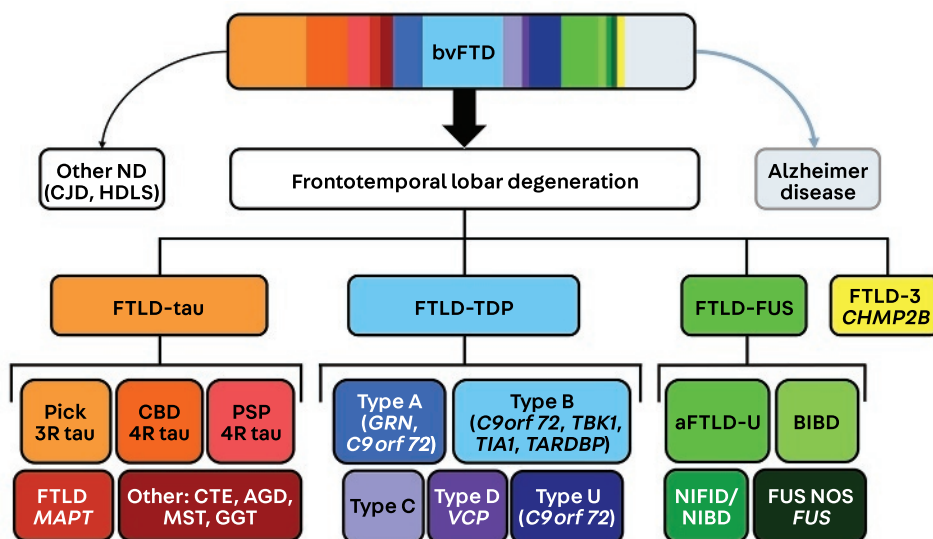 bvFTD
Other ND
(CJD, HDLS)
Frontotemporal lobar degeneration
Alzheimer
disease
FTLD-tau
FTLD-TDP
FTLD-FUS
FTLD-3
CHMP2B
Pick
3R tau
CBD
4R tau
PSP
4R tau
Type A
(GRN,
C9orf 72)
Type B
(C9orf 72, TBK1,
TIA1, TARDBP)
aFTLD-U
BIBD
FTLD
MAPT
Other: CTE, AGD,
MST, GGT
Type C
Type D
VCP
Type U
(C9orf 72)
NIFID/
NIBD
FUS NOS
FUS